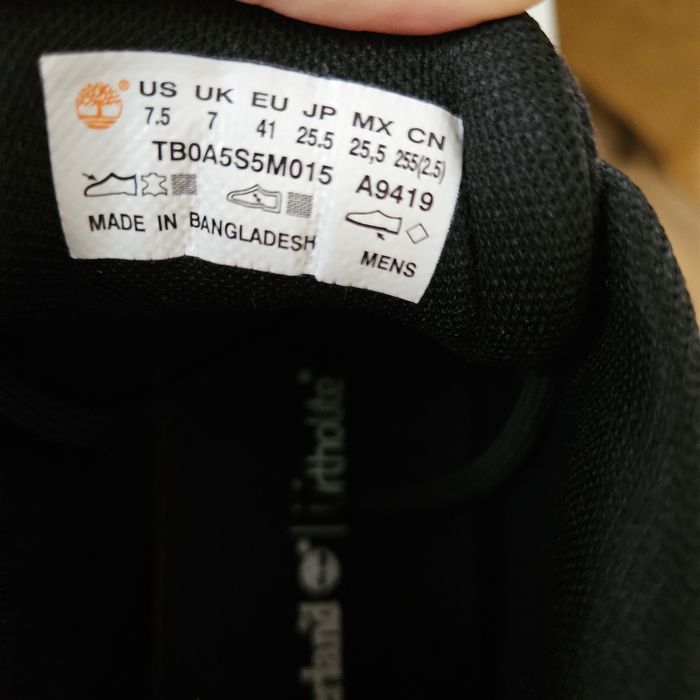 US UK EU JP MX CN
7.5 7 41 25.5 25,5 255(2.5)
TB0A5S5M015 A9419
MADE IN BANGLADESH MENS
ortholite®